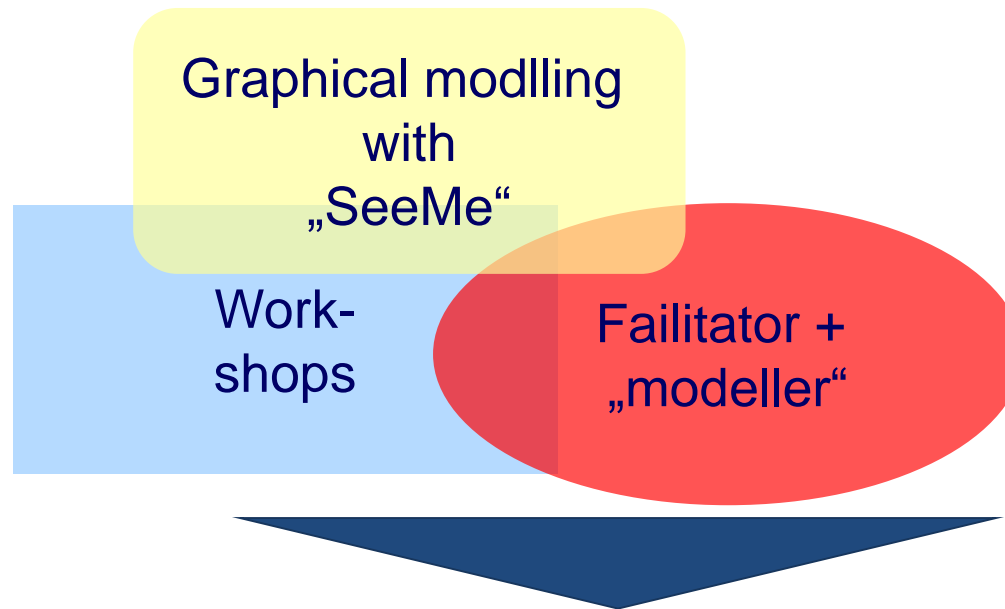 Graphical modlling
with
„SeeMe“
Work-
shops
Failitator +
„modeller“